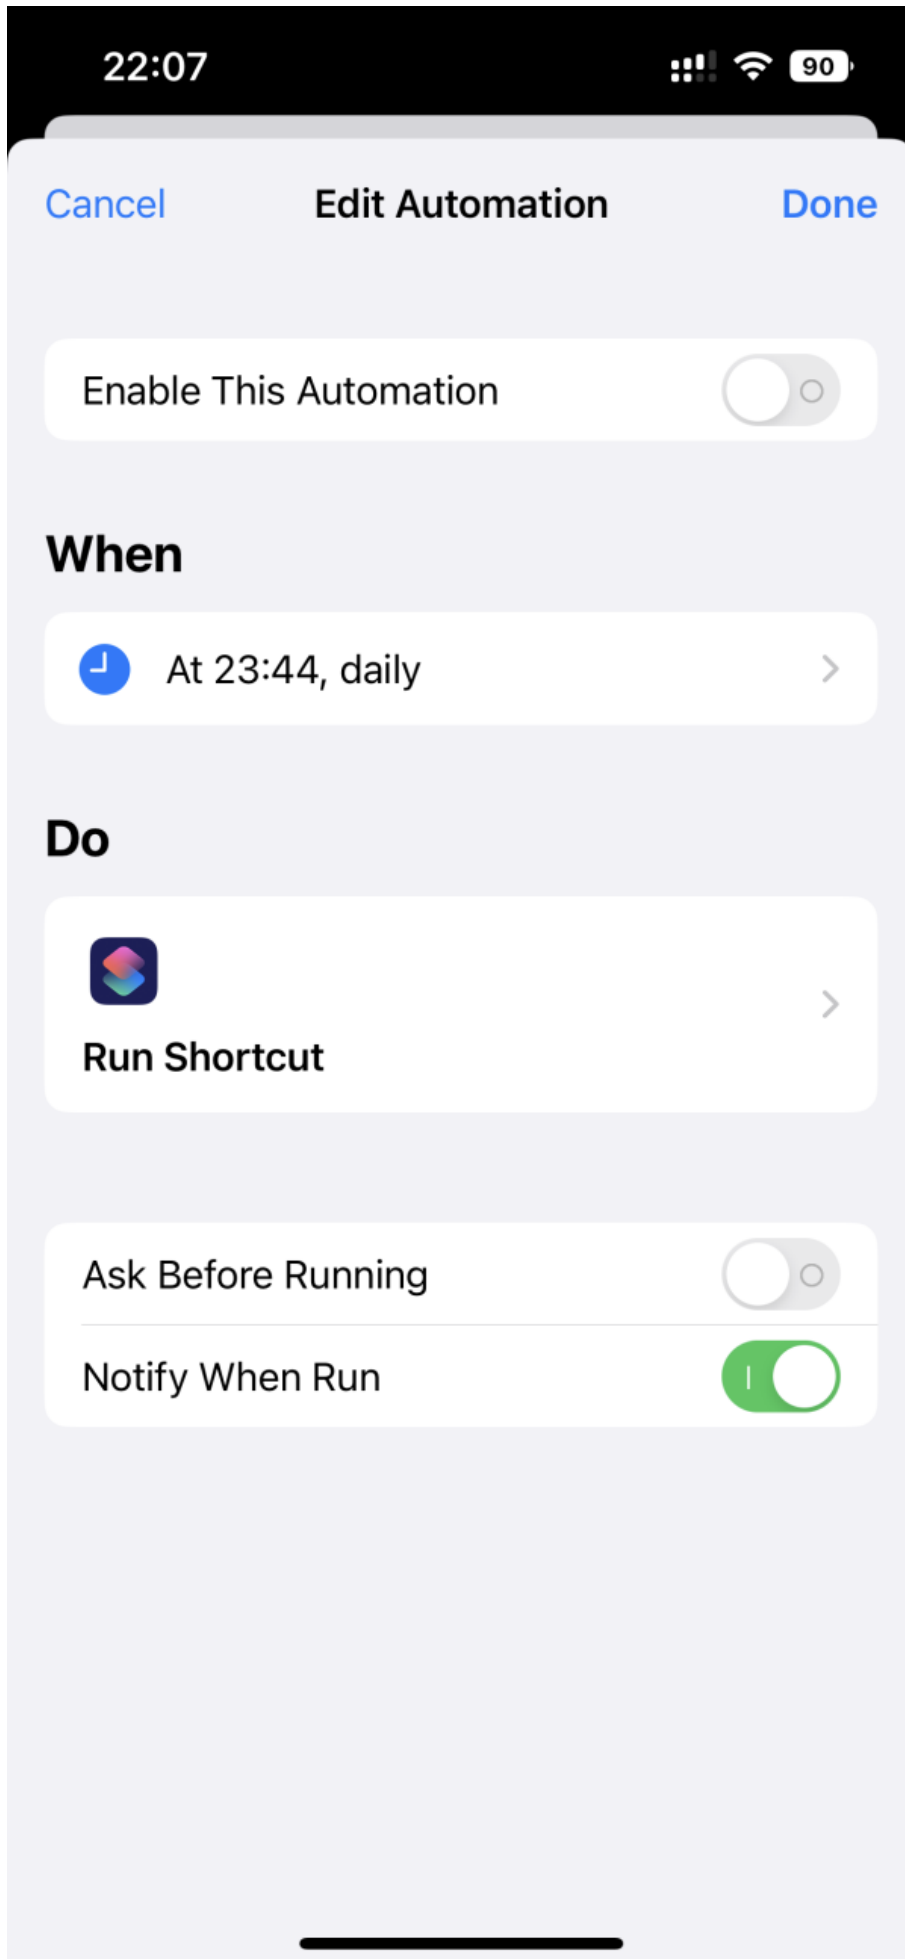 22:07
90
Cancel
Edit Automation
Done
Enable This Automation
When
At 23:44, daily
Do
Run Shortcut
Ask Before Running
Notify When Run